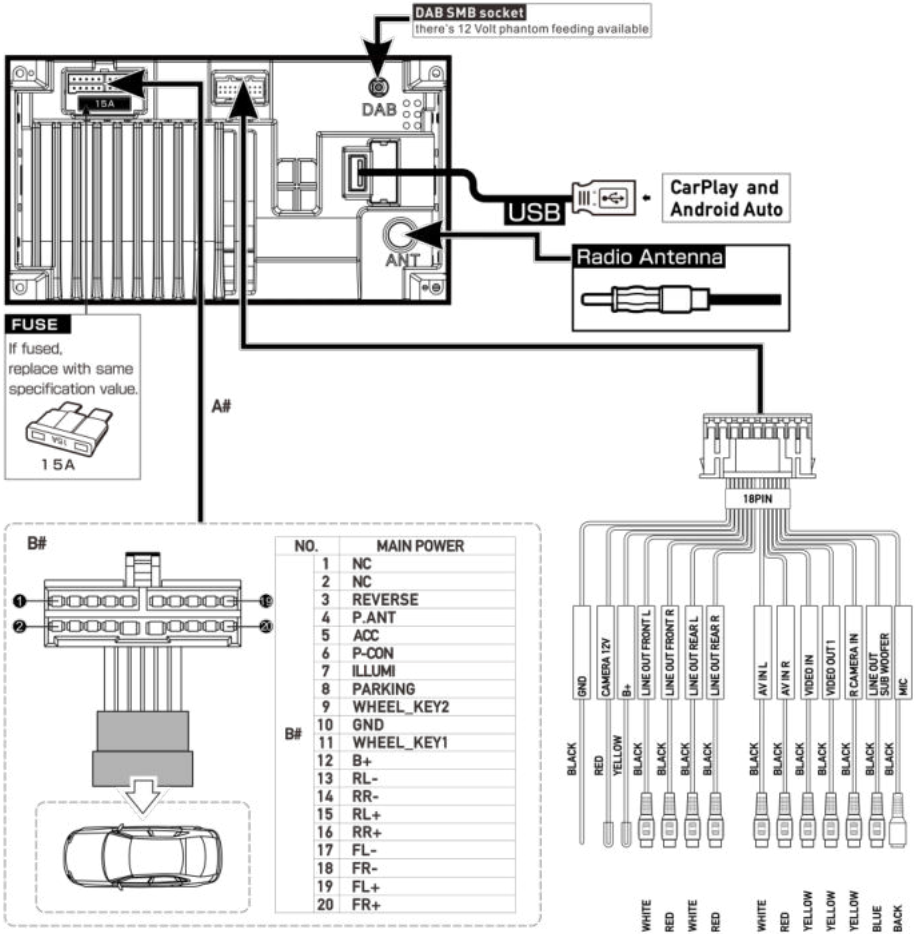 DAB SMB socket
there's 12 Volt phantom feeding available
15A
DAB
USB
CarPlay and
Android Auto
ANT
Radio Antenna
FUSE
If fused,
replace with same
specification value.
15A
15A
A#
18PIN
B#
NO. MAIN POWER
1 NC
2 NC
3 REVERSE
4 P.ANT
5 ACC
6 P-CON
7 ILLUMI
8 PARKING
9 WHEEL_KEY2
B# 10 GND
11 WHEEL_KEY1
12 B+
13 RL-
14 RR-
15 RL+
16 RR+
17 FL-
18 FR-
19 FL+
20 FR+
1
19
2
20
GND
CAMERA 12V
B+
LINE OUT FRONT L
LINE OUT FRONT R
LINE OUT REAR L
LINE OUT REAR R
AV IN L
AV IN R
VIDEO IN
VIDEO OUT 1
R CAMERA IN
LINE OUT
SUB WOOFER
MIC
BLACK
RED
YELLOW
BLACK
BLACK
BLACK
BLACK
BLACK
BLACK
BLACK
BLACK
BLACK
BLACK
BLACK
WHITE
RED
WHITE
RED
WHITE
RED
YELLOW
YELLOW
YELLOW
BLUE
BACK